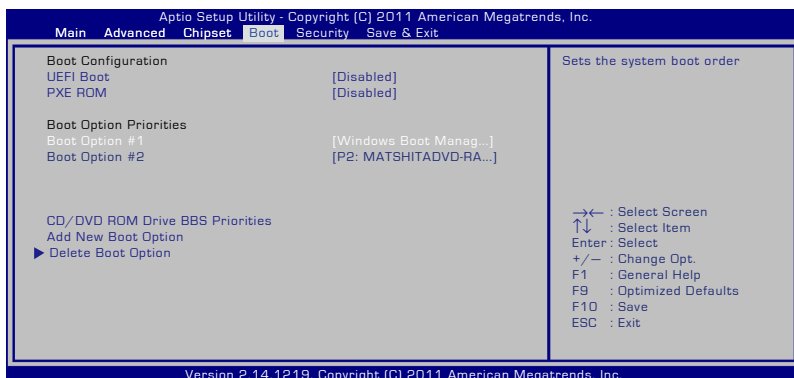 Aptio Setup Utility - Copyright (C) 2011 American Megatrends, Inc.
Main Advanced Chipset Boot Security Save & Exit
Boot Configuration
UEFI Boot [Disabled]
PXE ROM [Disabled]
Boot Option Priorities
Boot Option #1 [Windows Boot Manag...]
Boot Option #2 [P2: MATSHITADVD-RA...]
CD/DVD ROM Drive BBS Priorities
Add New Boot Option
▶ Delete Boot Option
Sets the system boot order
→← : Select Screen
↑↓ : Select Item
Enter : Select
+/— : Change Opt.
F1 : General Help
F9 : Optimized Defaults
F10 : Save
ESC : Exit
Version 2.14.1219. Copyright (C) 2011 American Megatrends, Inc.